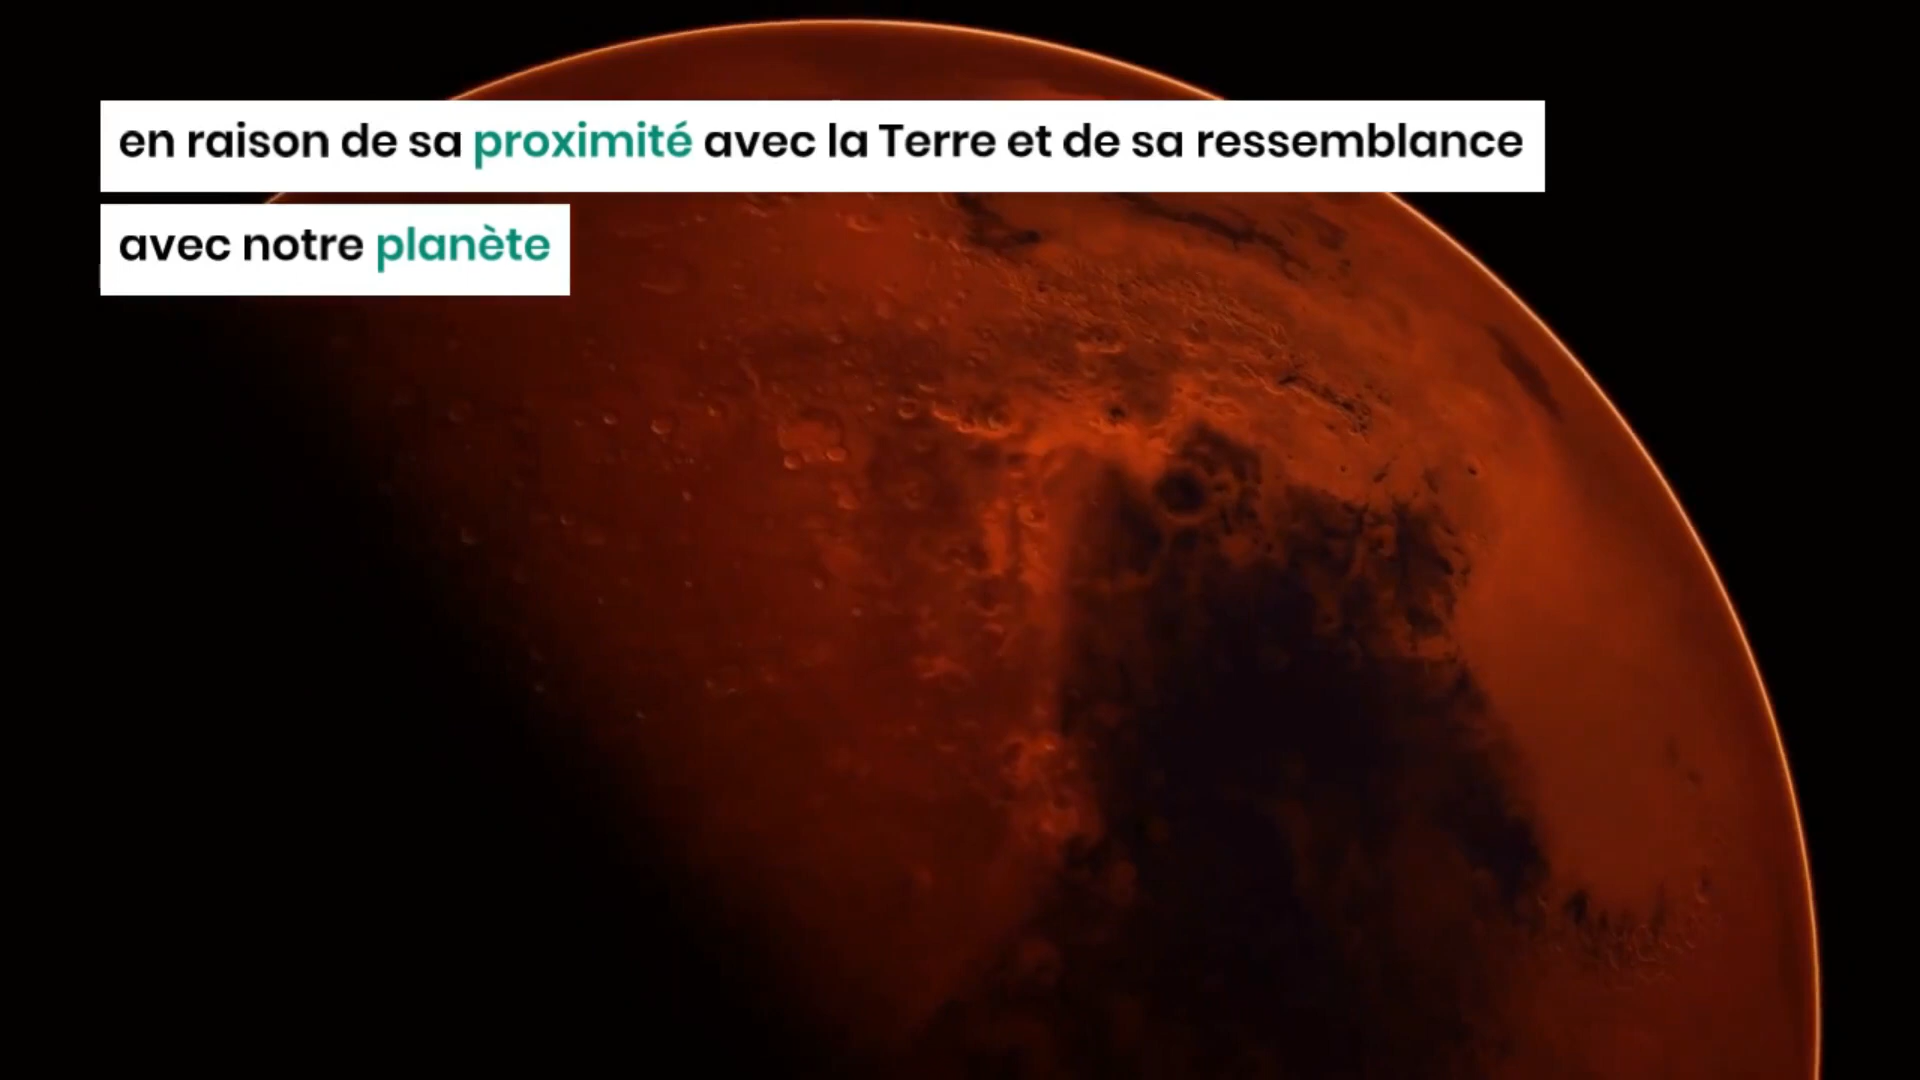 en raison de sa proximité avec la Terre et de sa ressemblance
avec notre planète